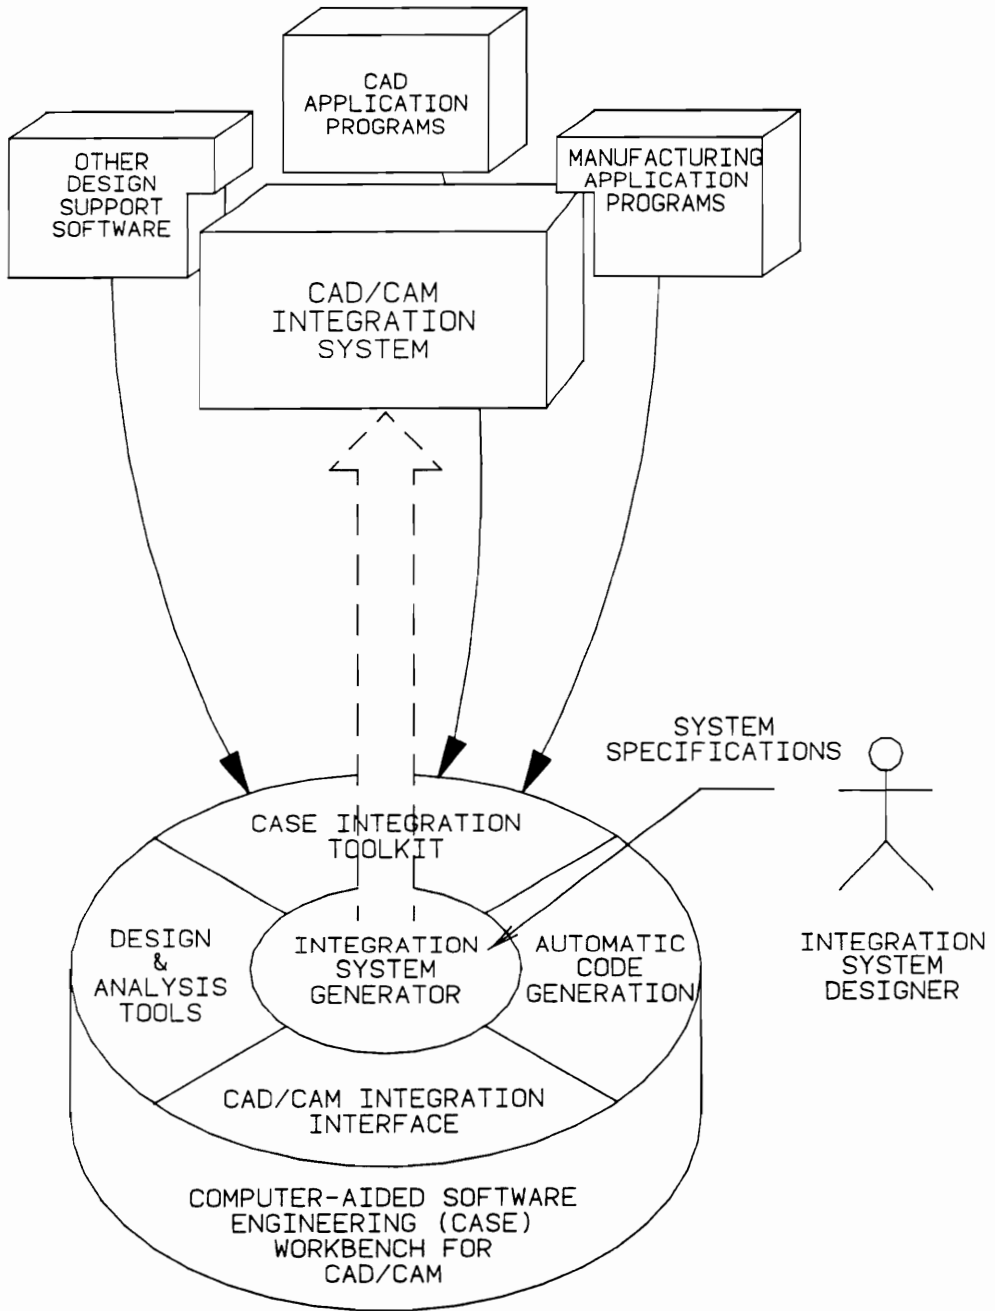 CAD
APPLICATION
PROGRAMS
OTHER
DESIGN
SUPPORT
SOFTWARE
MANUFACTURING
APPLICATION
PROGRAMS
CAD/CAM
INTEGRATION
SYSTEM
SYSTEM
SPECIFICATIONS
CASE INTEGRATION
TOOLKIT
DESIGN
&
ANALYSIS
TOOLS
INTEGRATION
SYSTEM
GENERATOR
AUTOMATIC
CODE
GENERATION
INTEGRATION
SYSTEM
DESIGNER
CAD/CAM INTEGRATION
INTERFACE
COMPUTER-AIDED SOFTWARE
ENGINEERING (CASE)
WORKBENCH FOR
CAD/CAM